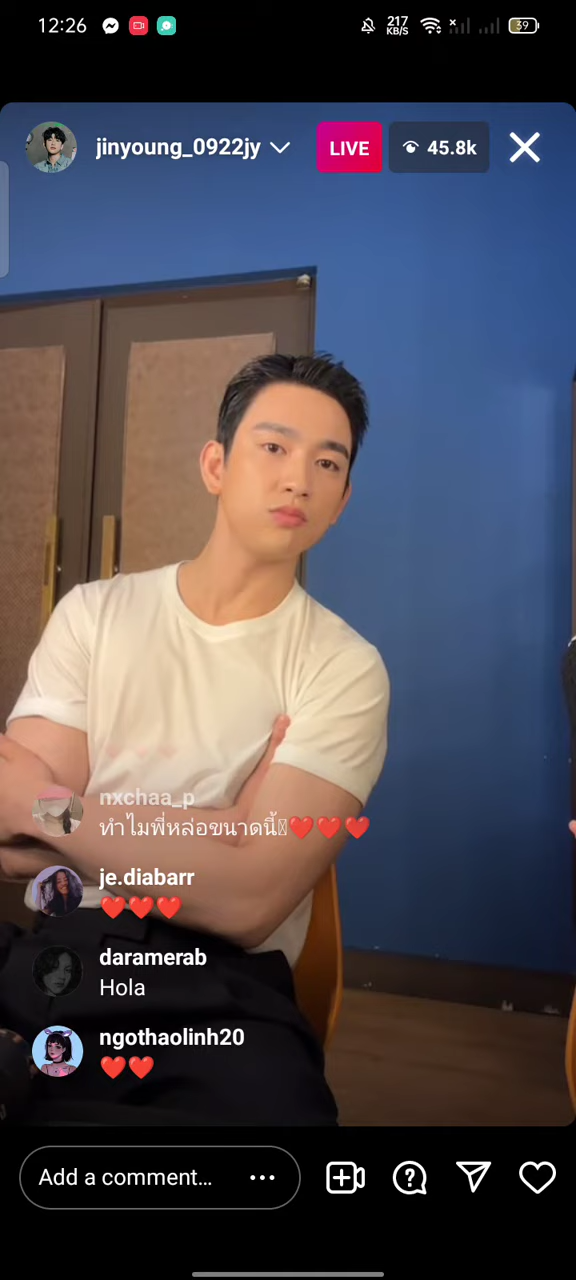 12:26
217
KB/S
39
jinyoung_0922jy
LIVE
45.8k
nxchaa_p
ทำไมพี่หล่อขนาดนี้❤️❤️❤️
je.diabarr
❤️❤️❤️
daramerab
Hola
ngothaolinh20
❤️❤️
Add a comment...